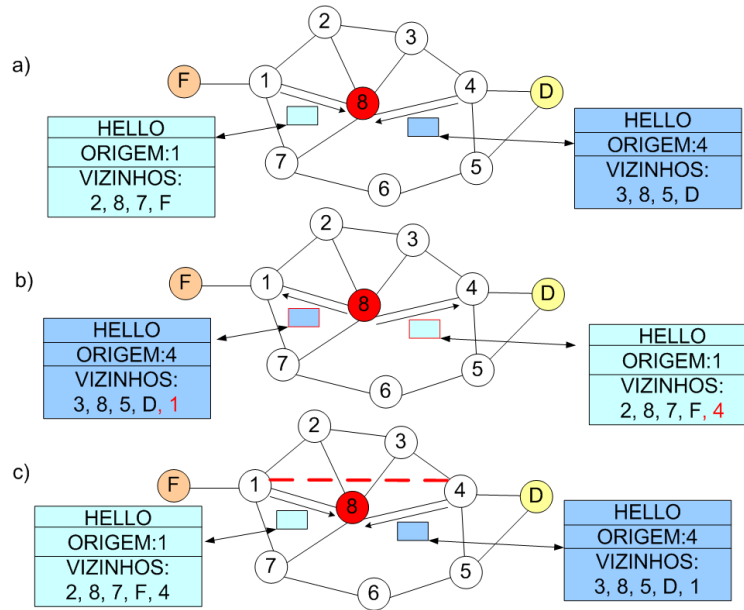 a)
F
1
2
3
4
D
8
7
6
5
HELLO
ORIGEM:1
VIZINHOS:
2, 8, 7, F
HELLO
ORIGEM:4
VIZINHOS:
3, 8, 5, D
b)
F
1
2
3
4
D
8
7
6
5
HELLO
ORIGEM:4
VIZINHOS:
3, 8, 5, D, 1
HELLO
ORIGEM:1
VIZINHOS:
2, 8, 7, F, 4
c)
F
1
2
3
4
D
8
7
6
5
HELLO
ORIGEM:1
VIZINHOS:
2, 8, 7, F, 4
HELLO
ORIGEM:4
VIZINHOS:
3, 8, 5, D, 1